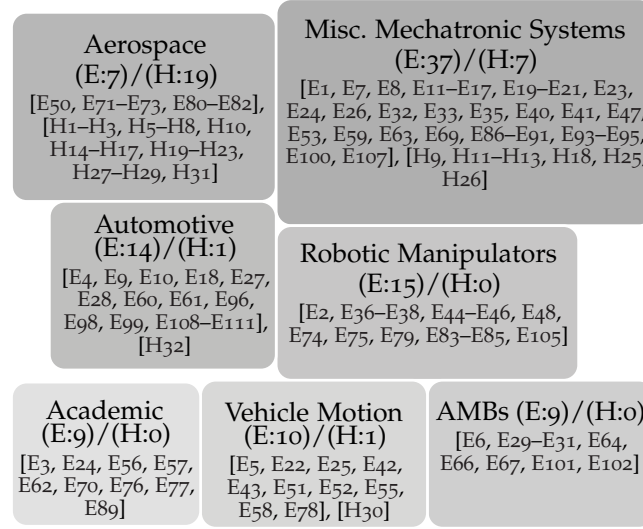 Aerospace
(E:7)/(H:19)
[E50, E71–E73, E80–E82],
[H1–H3, H5–H8, H10,
H14–H17, H19–H23,
H27–H29, H31]
Misc. Mechatronic Systems
(E:37)/(H:7)
[E1, E7, E8, E11–E17, E19–E21, E23,
E24, E26, E32, E33, E35, E40, E41, E47,
E53, E59, E63, E69, E86–E91, E93–E95,
E100, E107], [H9, H11–H13, H18, H25,
H26]
Automotive
(E:14)/(H:1)
[E4, E9, E10, E18, E27,
E28, E60, E61, E96,
E98, E99, E108–E111],
[H32]
Robotic Manipulators
(E:15)/(H:0)
[E2, E36–E38, E44–E46, E48,
E74, E75, E79, E83–E85, E105]
Academic
(E:9)/(H:0)
[E3, E24, E56, E57,
E62, E70, E76, E77,
E89]
Vehicle Motion
(E:10)/(H:1)
[E5, E22, E25, E42,
E43, E51, E52, E55,
E58, E78], [H30]
AMBs (E:9)/(H:0)
[E6, E29–E31, E64,
E66, E67, E101, E102]